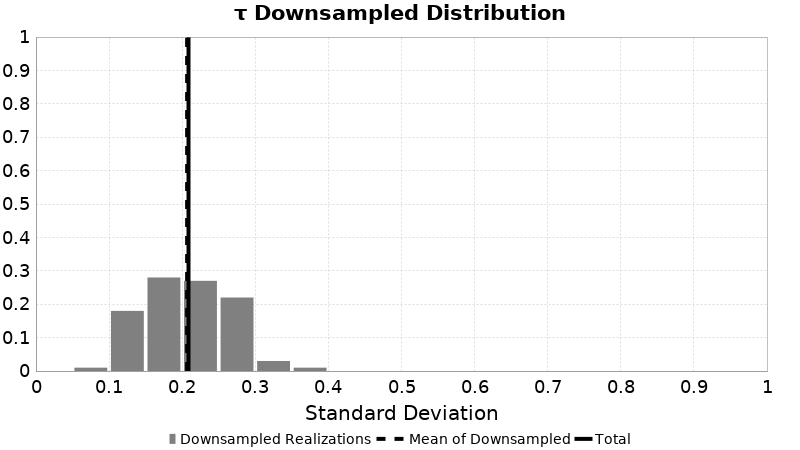 τ Downsampled Distribution
1
0.9
0.8
0.7
0.6
0.5
0.4
0.3
0.2
0.1
0
0 0.1 0.2 0.3 0.4 0.5 0.6 0.7 0.8 0.9 1
Standard Deviation
Downsampled Realizations Mean of Downsampled Total